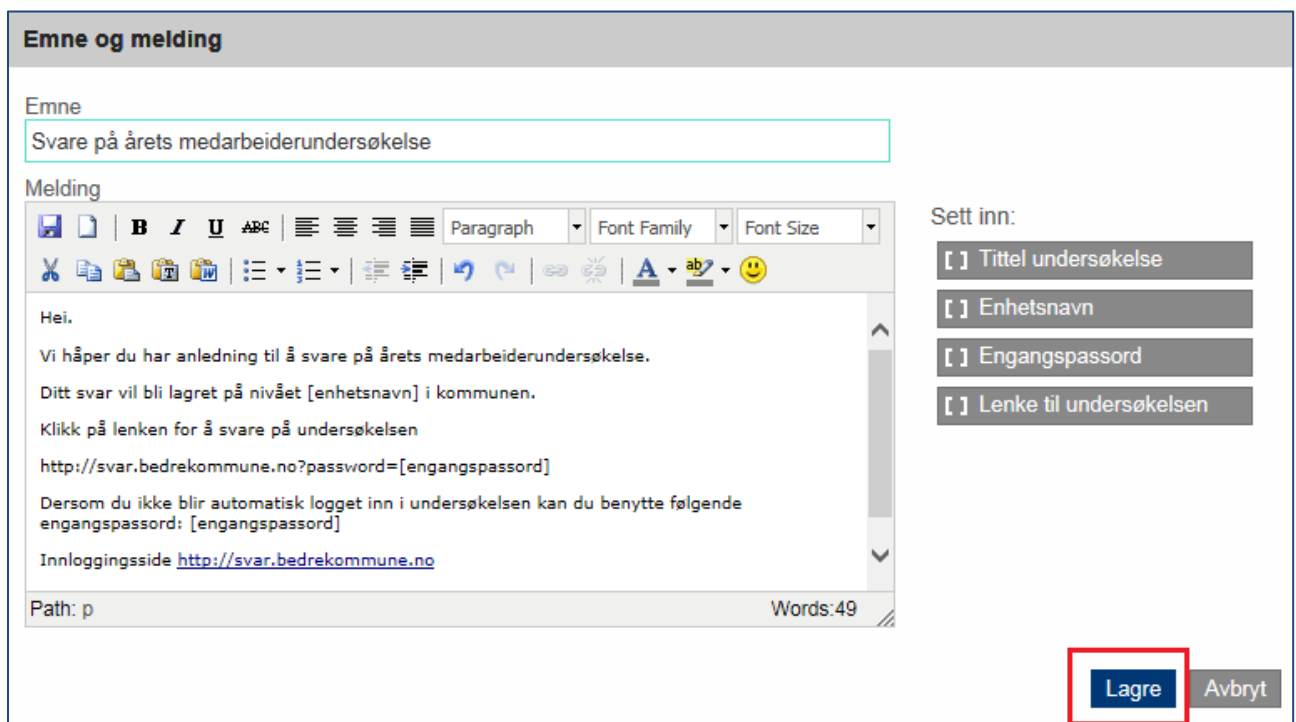 Emne og melding
Emne
Svare på årets medarbeiderundersøkelse
Melding
B I U ABC Paragraph Font Family Font Size
A ab
Hei.
Vi håper du har anledning til å svare på årets medarbeiderundersøkelse.
Ditt svar vil bli lagret på nivået [enhetsnavn] i kommunen.
Klikk på lenken for å svare på undersøkelsen
http://svar.bedrekommune.no?password=[engangspassord]
Dersom du ikke blir automatisk logget inn i undersøkelsen kan du benytte følgende
engangspassord: [engangspassord]
Innloggingsside http://svar.bedrekommune.no
Path: p Words:49
Sett inn:
[ ] Tittel undersøkelse
[ ] Enhetsnavn
[ ] Engangspassord
[ ] Lenke til undersøkelsen
Lagre Avbryt